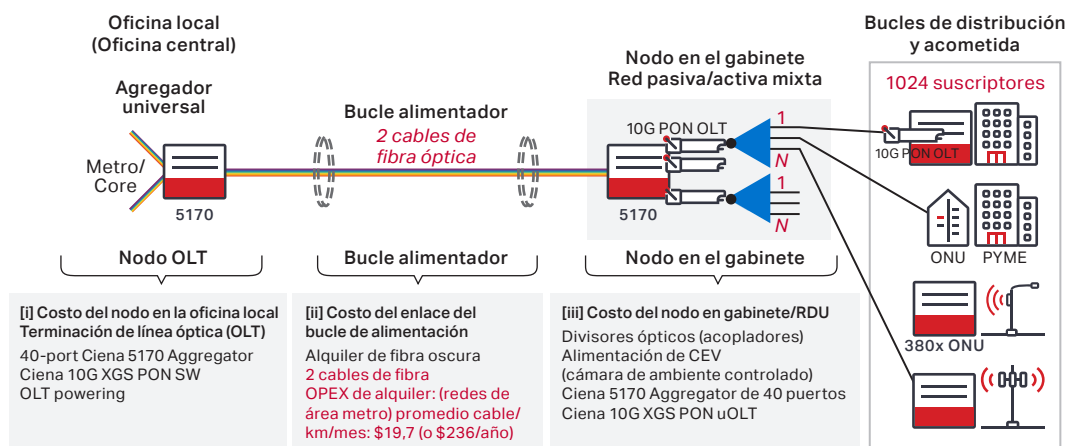 Oficina local
(Oficina central)
Agregador
universal
Metro/
Core
5170
Bucle alimentador
2 cables de
fibra óptica
Nodo en el gabinete
Red pasiva/activa mixta
10G PON OLT
1
N
1
N
5170
Bucles de distribución
y acometida
1024 suscriptores
10G PON OLT
ONU
PYME
380x ONU
Nodo OLT
Bucle alimentador
Nodo en el gabinete
[i] Costo del nodo en la oficina local
Terminación de línea óptica (OLT)
40-port Ciena 5170 Aggregator
Ciena 10G XGS PON SW
OLT powering
[ii] Costo del enlace del
bucle de alimentación
Alquiler de fibra oscura
2 cables de fibra
OPEX de alquiler: (redes de
área metro) promedio cable/
km/mes: $19,7 (o $236/año)
[iii] Costo del nodo en gabinete/RDU
Divisores ópticos (acopladores)
Alimentación de CEV
(cámara de ambiente controlado)
Ciena 5170 Aggregator de 40 puertos
Ciena 10G XGS PON uOLT